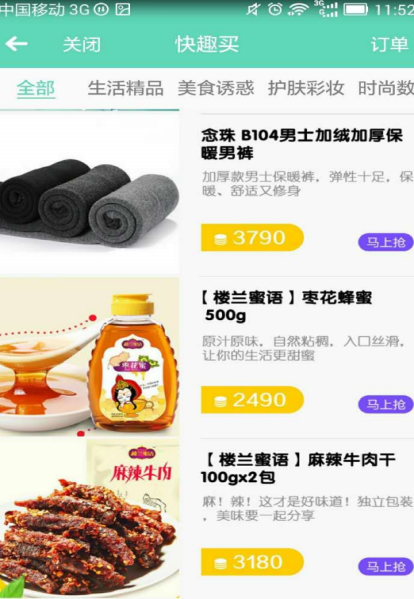 中国移动 3G
3G
11:52
关闭
快趣买
订单
全部
生活精品
美食诱惑
护肤彩妆
时尚数
念珠 B104男士加绒加厚保
暖男裤
加厚款男士保暖裤，弹性十足，保
暖、舒适又修身
3790
马上抢
【楼兰蜜语】枣花蜂蜜
500g
原汁原味，自然粘稠，入口丝滑，
让你的生活更甜蜜
2490
马上抢
枣花蜜
【楼兰蜜语】麻辣牛肉干
100gx2包
麻！辣！这才是好味道！独立包装
，美味要一起分享
3180
马上抢
麻辣牛肉